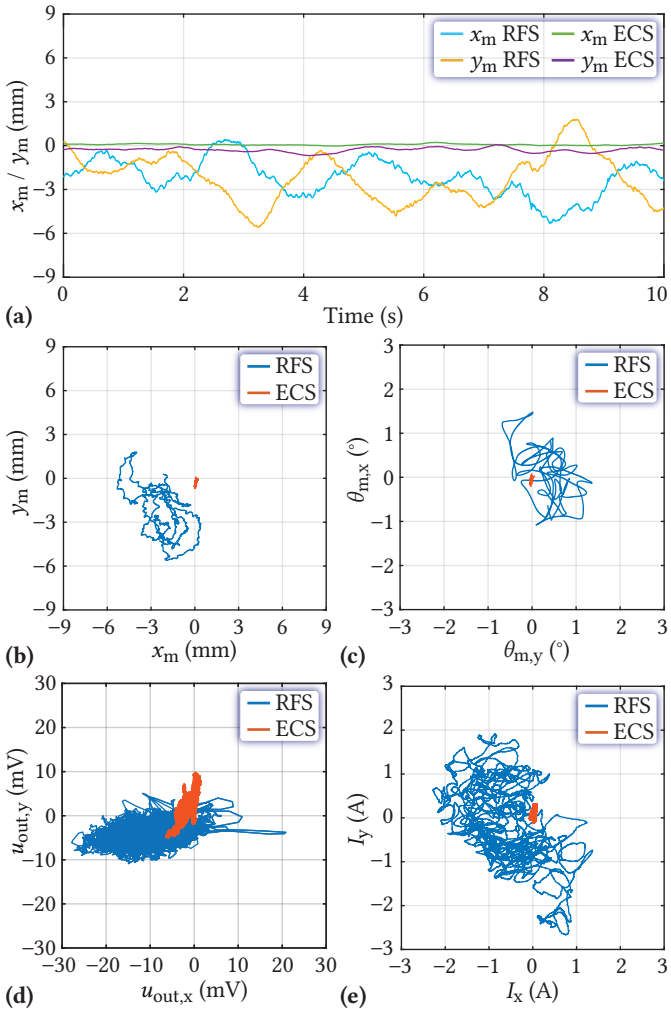 9
6
3
0
−3
−6
−9
x_m / y_m (mm)
x_m RFS x_m ECS
y_m RFS y_m ECS
0 2 4 6 8 10
(a) Time (s)
9
6
3
0
−3
−6
−9
y_m (mm)
RFS
ECS
−9 −6 −3 0 3 6 9
(b) x_m (mm)
3
2
1
0
−1
−2
−3
θ_m,x (°)
RFS
ECS
−3 −2 −1 0 1 2 3
(c) θ_m,y (°)
30
20
10
0
−10
−20
−30
u_out,y (mV)
RFS
ECS
−30 −20 −10 0 10 20 30
(d) u_out,x (mV)
3
2
1
0
−1
−2
−3
I_y (A)
RFS
ECS
−3 −2 −1 0 1 2 3
(e) I_x (A)